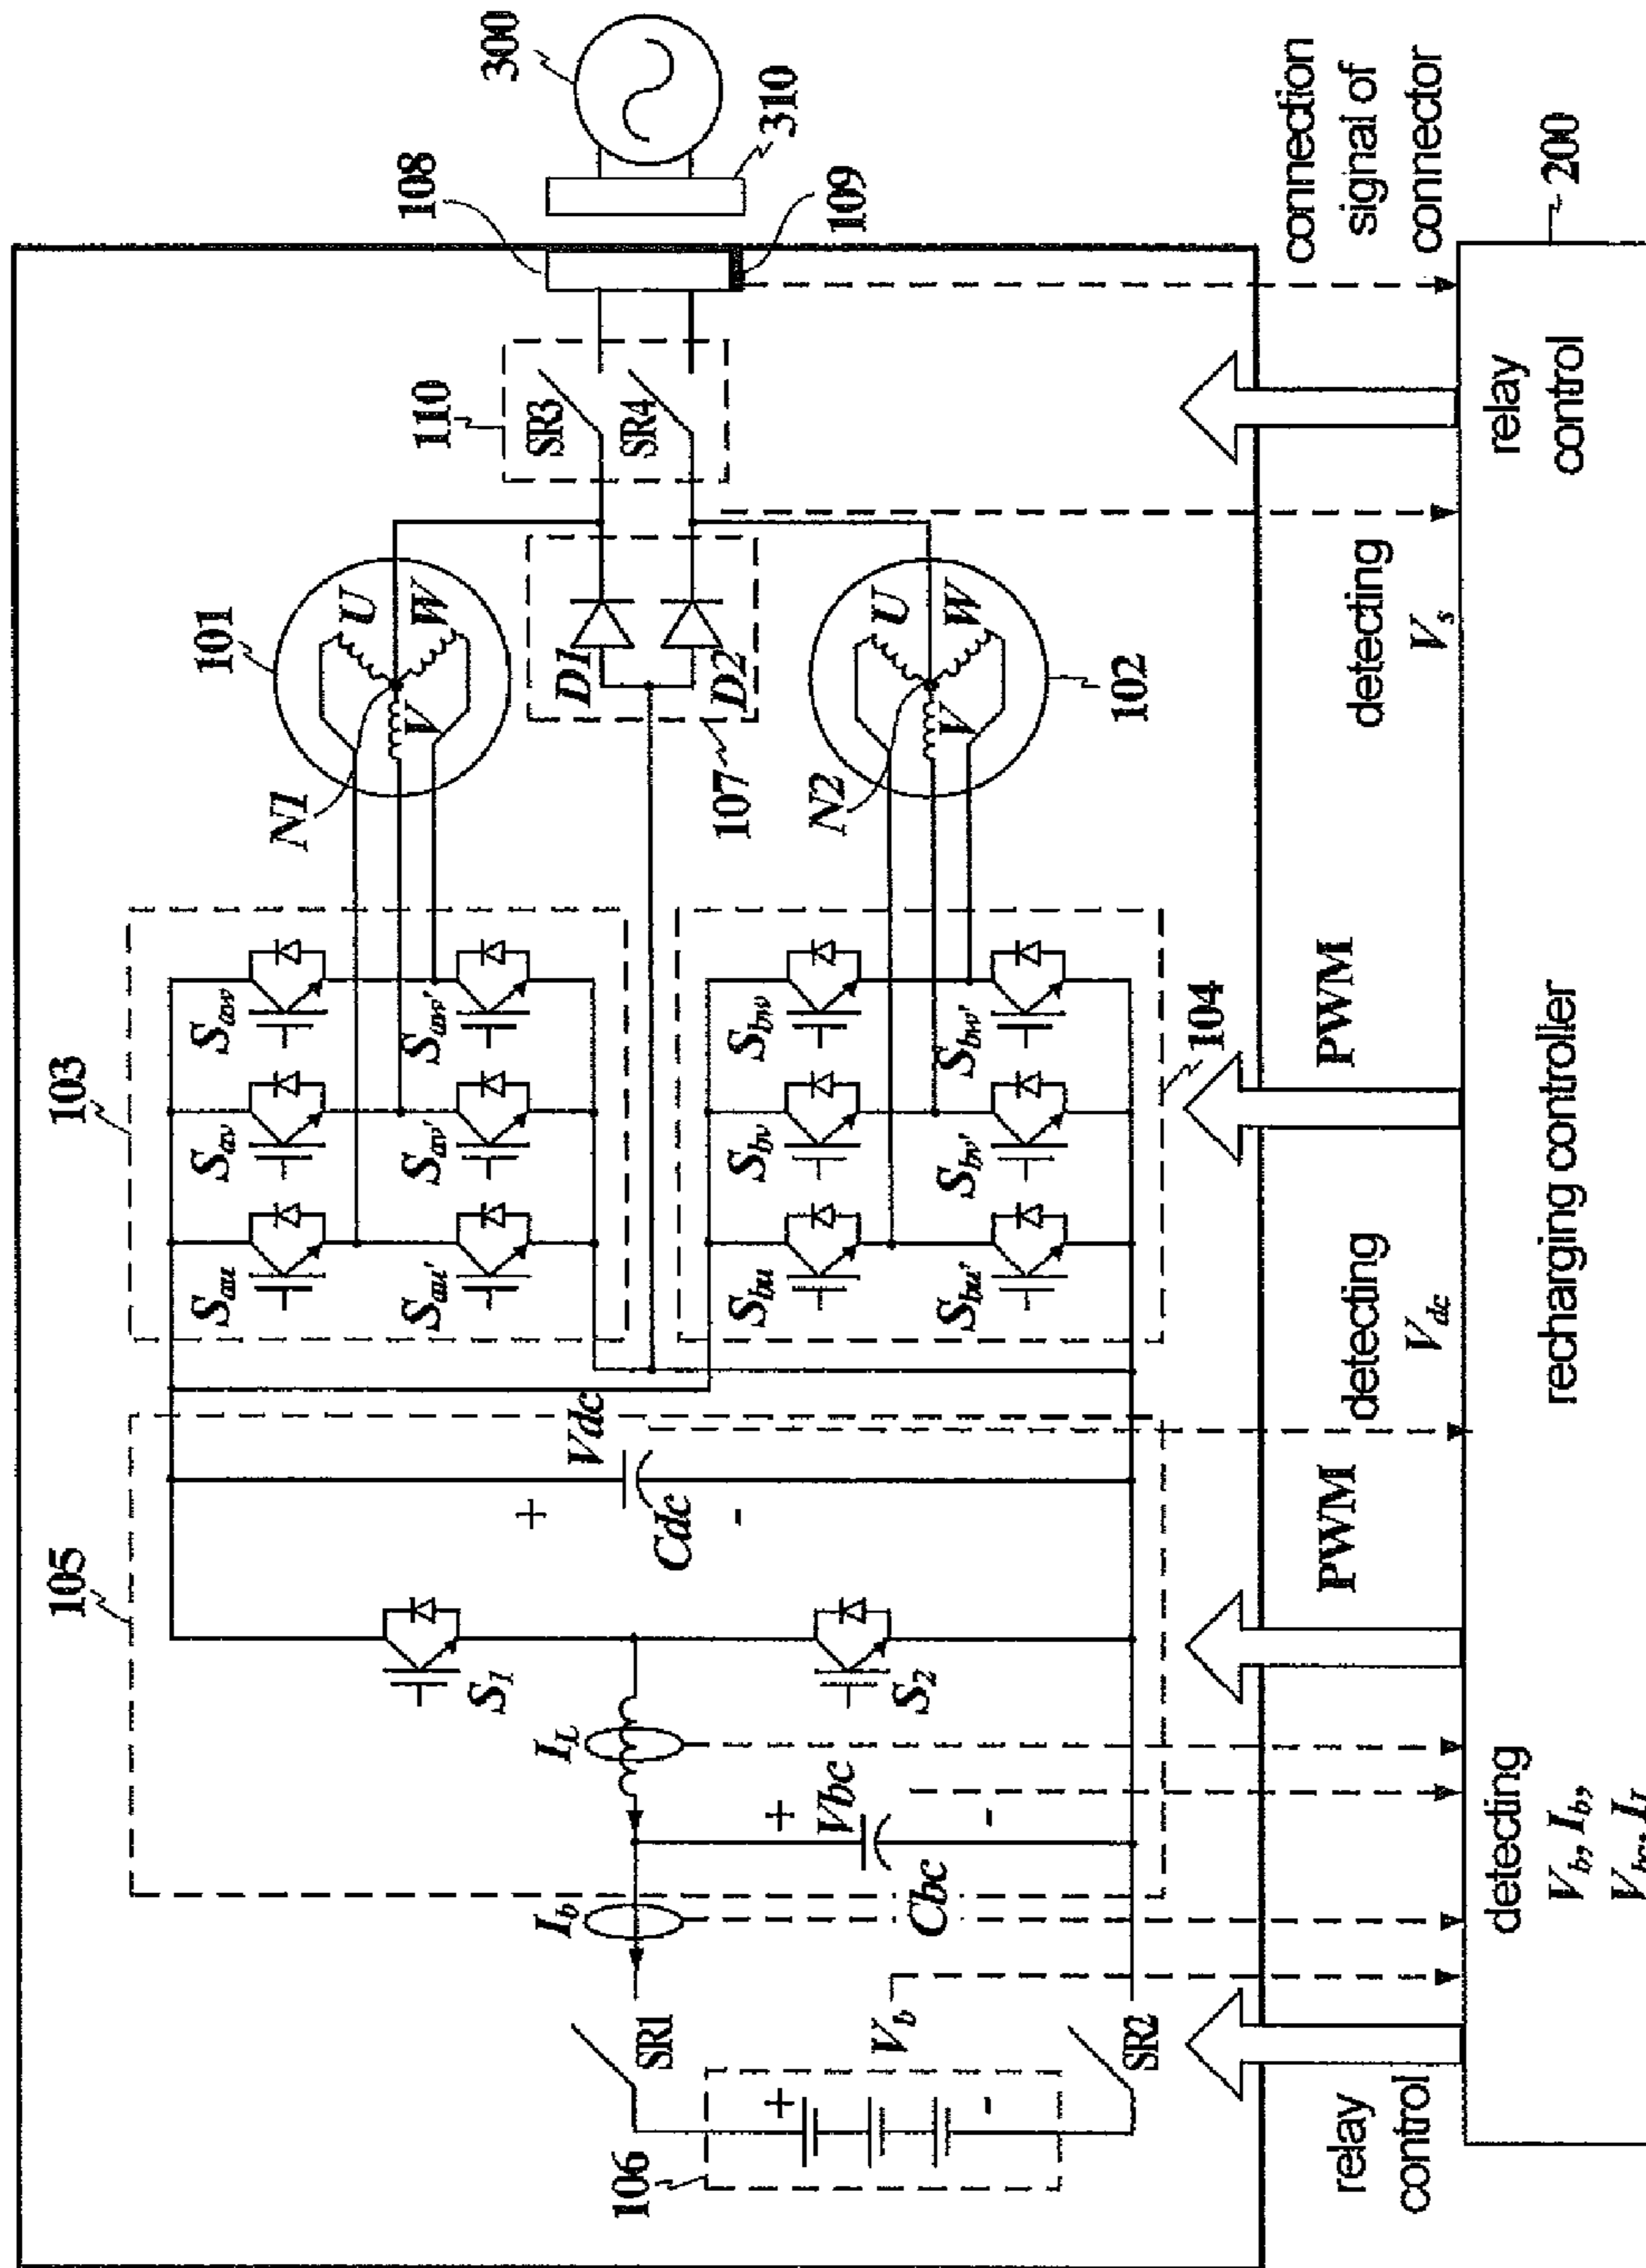 105
103
101
110
108
300
310
109
N1
U
V
W
SR3
SR4
D1
D2
107
N2
U
V
W
102
S_au
S_av
S_aw
S_au'
S_av'
S_aw'
S_bu
S_bv
S_bw
S_bu'
S_bv'
S_bw'
104
Vdc
+
Cdc
-
S_1
S_2
I_L
I_b
+
Vbc
-
Cbc
SR1
V_b
SR2
106
+
-
relay
control
detecting
V_b, I_b,
V_bc, I_L
PWM
detecting
V_dc
PWM
detecting
V_s
relay
control
connection
signal of
connector
200
recharging controller